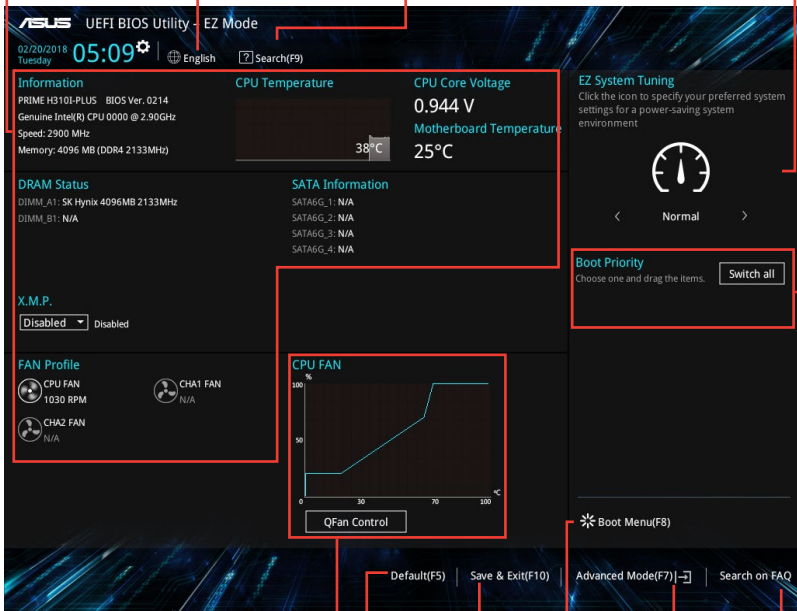 ASUS UEFI BIOS Utility – EZ Mode
02/20/2018
Tuesday
05:09
English
Search(F9)
Information
PRIME H310I-PLUS BIOS Ver. 0214
Genuine Intel(R) CPU 0000 @ 2.90GHz
Speed: 2900 MHz
Memory: 4096 MB (DDR4 2133MHz)
CPU Temperature
38°C
CPU Core Voltage
0.944 V
Motherboard Temperature
25°C
EZ System Tuning
Click the icon to specify your preferred system
settings for a power-saving system
environment
Normal
DRAM Status
DIMM_A1: SK Hynix 4096MB 2133MHz
DIMM_B1: N/A
SATA Information
SATA6G_1: N/A
SATA6G_2: N/A
SATA6G_3: N/A
SATA6G_4: N/A
Boot Priority
Choose one and drag the items.
Switch all
X.M.P.
Disabled
Disabled
FAN Profile
CPU FAN
1030 RPM
CHA1 FAN
N/A
CHA2 FAN
N/A
CPU FAN
%
100
50
0 30 70 100
°C
QFan Control
Boot Menu(F8)
Default(F5)
Save & Exit(F10)
Advanced Mode(F7)
Search on FAQ